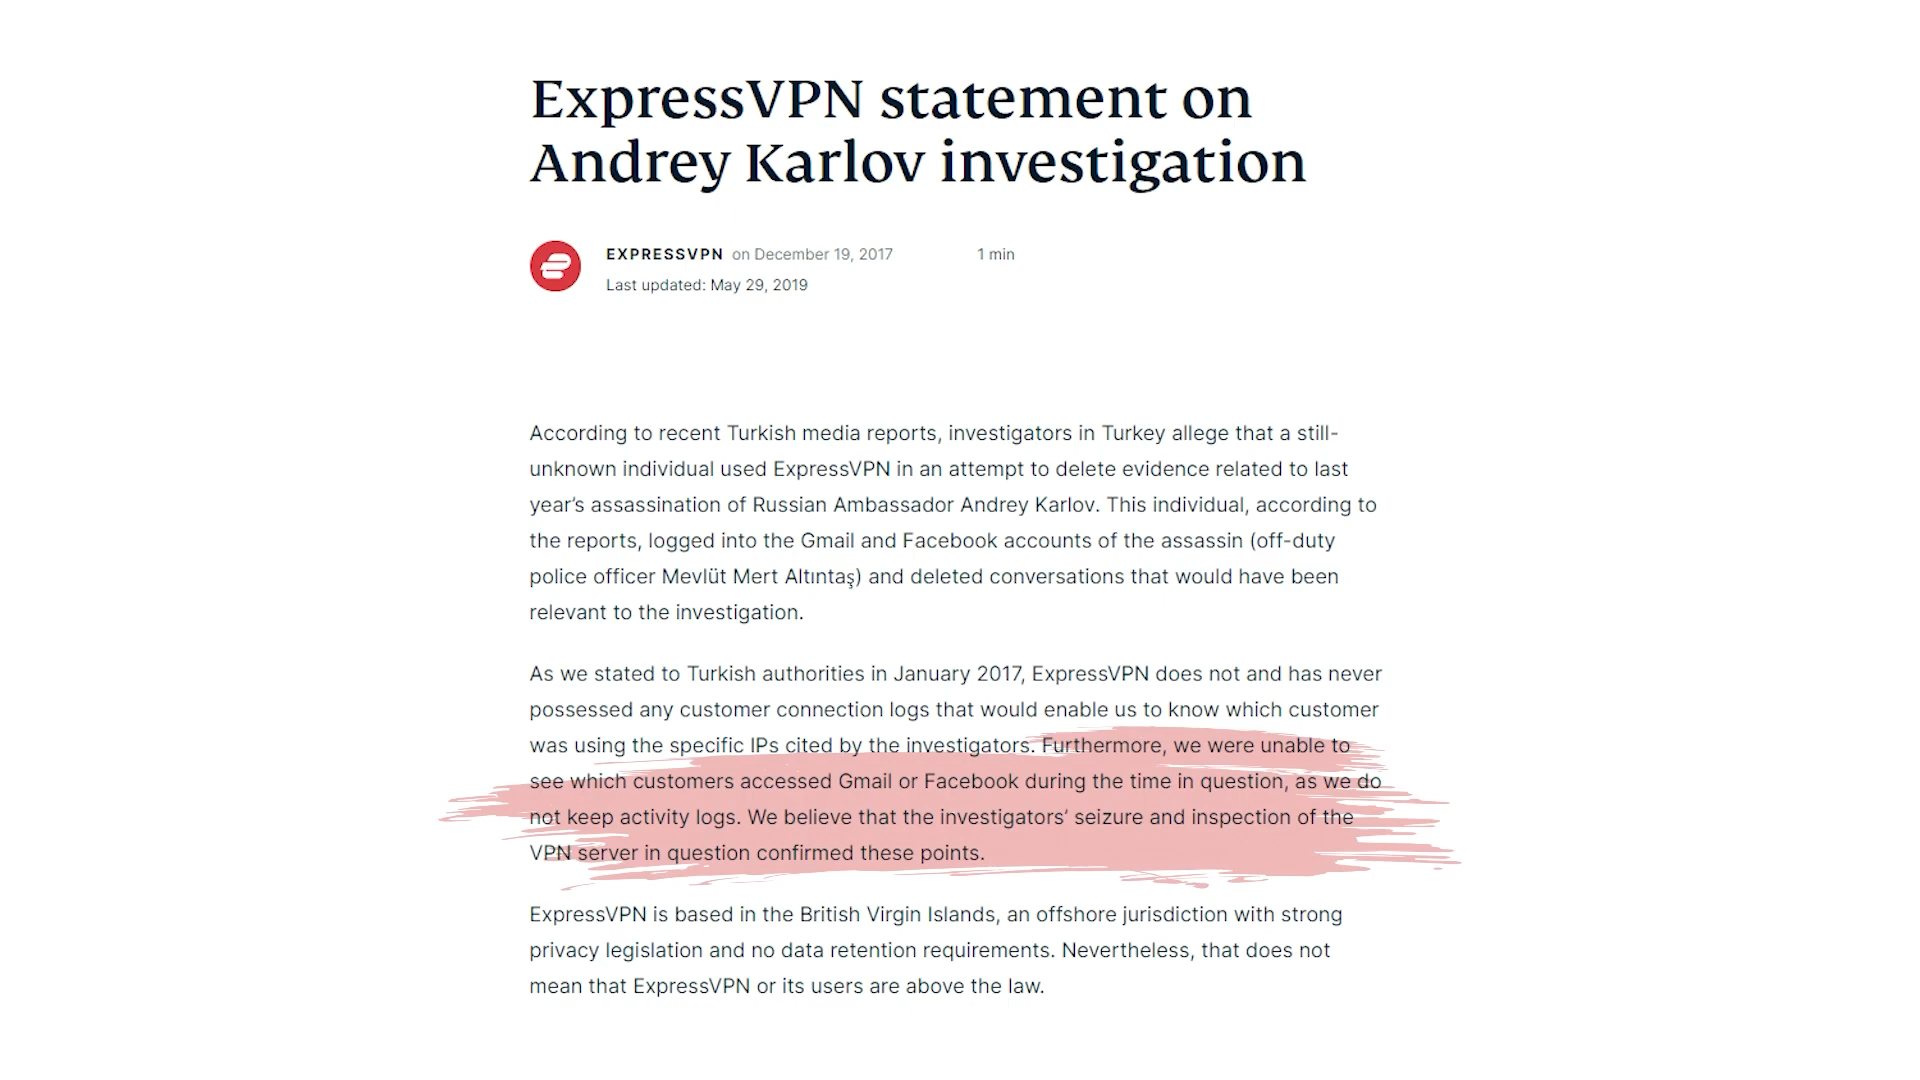 ExpressVPN statement on
Andrey Karlov investigation
EXPRESSVPN on December 19, 2017 1 min
Last updated: May 29, 2019
According to recent Turkish media reports, investigators in Turkey allege that a still-
unknown individual used ExpressVPN in an attempt to delete evidence related to last
year’s assassination of Russian Ambassador Andrey Karlov. This individual, according to
the reports, logged into the Gmail and Facebook accounts of the assassin (off-duty
police officer Mevlüt Mert Altıntaş) and deleted conversations that would have been
relevant to the investigation.
As we stated to Turkish authorities in January 2017, ExpressVPN does not and has never
possessed any customer connection logs that would enable us to know which customer
was using the specific IPs cited by the investigators. Furthermore, we were unable to
see which customers accessed Gmail or Facebook during the time in question, as we do
not keep activity logs. We believe that the investigators’ seizure and inspection of the
VPN server in question confirmed these points.
ExpressVPN is based in the British Virgin Islands, an offshore jurisdiction with strong
privacy legislation and no data retention requirements. Nevertheless, that does not
mean that ExpressVPN or its users are above the law.